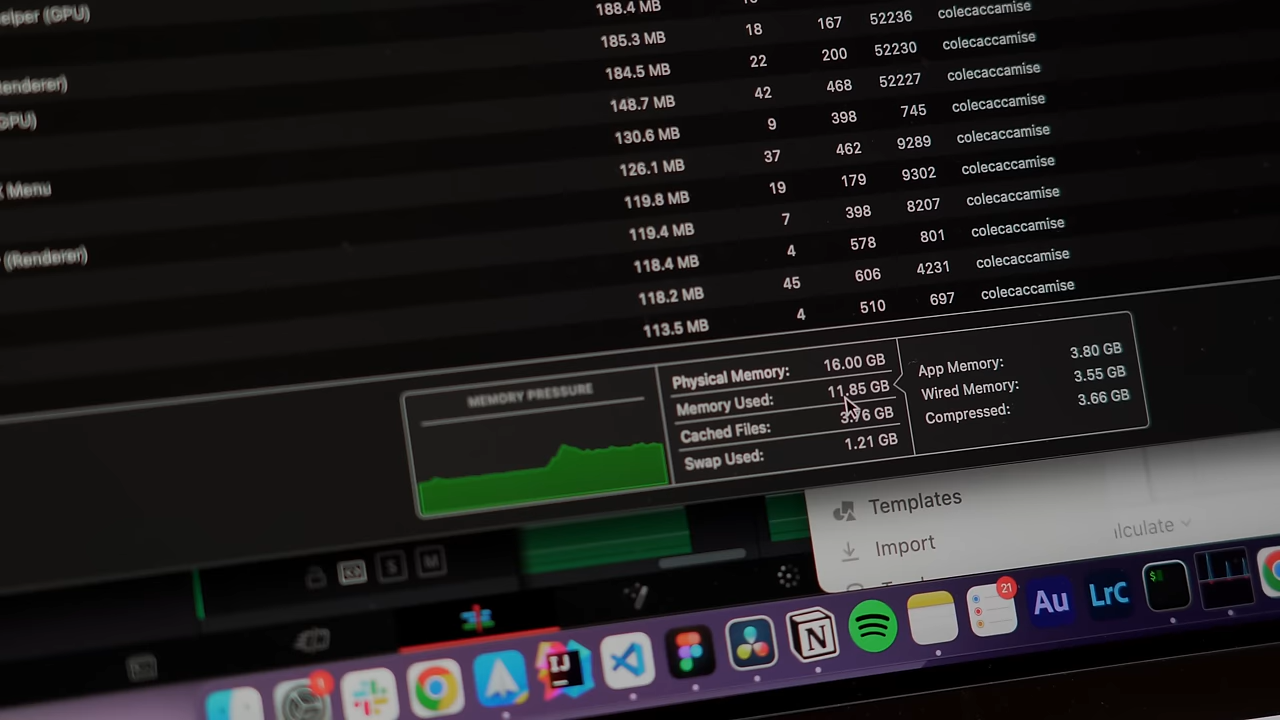 elper (GPU)
188.4 MB
185.3 MB 18 167 52236 colecaccamise
enderer) 184.5 MB 22 200 52230 colecaccamise
GPU) 148.7 MB 42 468 52227 colecaccamise
130.6 MB 9 398 745 colecaccamise
Menu 126.1 MB 37 462 9289 colecaccamise
119.8 MB 19 179 9302 colecaccamise
(Renderer) 119.4 MB 7 398 8207 colecaccamise
118.4 MB 4 578 801 colecaccamise
118.2 MB 45 606 4231 colecaccamise
113.5 MB 4 510 697 colecaccamise
MEMORY PRESSURE
Physical Memory: 16.00 GB
Memory Used: 11.85 GB
Cached Files: 3.76 GB
Swap Used: 1.21 GB
App Memory: 3.80 GB
Wired Memory: 3.55 GB
Compressed: 3.66 GB
Templates
Import
lculate
S M
21
IJ
N
Au
LrC
$